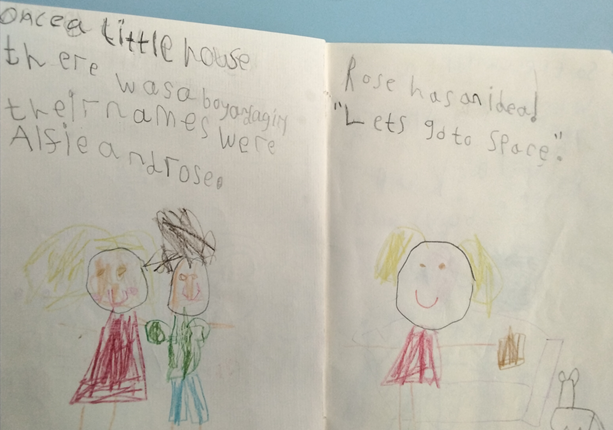 Once a little house
there was a boy and a girl
their names were
Alfie and rose.
Rose has an idea!
"Lets go to space".